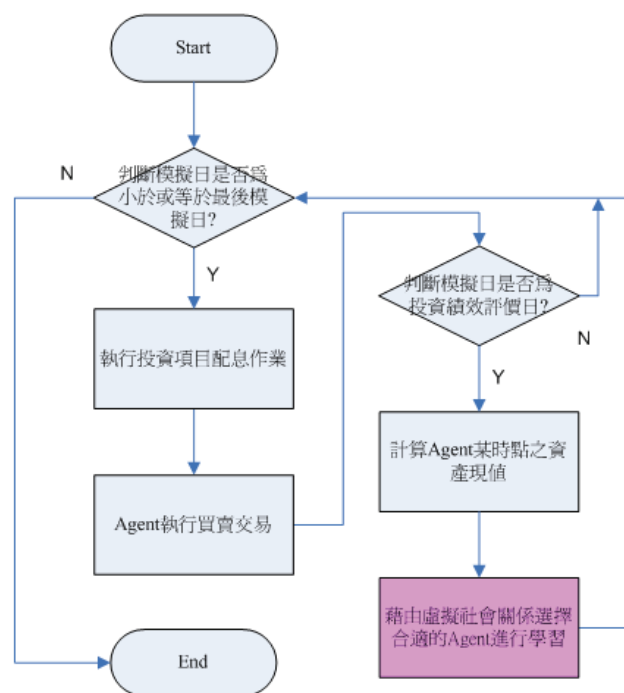 Start
N
判斷模擬日是否為
小於或等於最後模
擬日?
Y
執行投資項目配息作業
Agent執行買賣交易
End
判斷模擬日是否為
投資績效評價日?
N
Y
計算Agent某時點之資
產現值
藉由虛擬社會關係選擇
合適的Agent進行學習